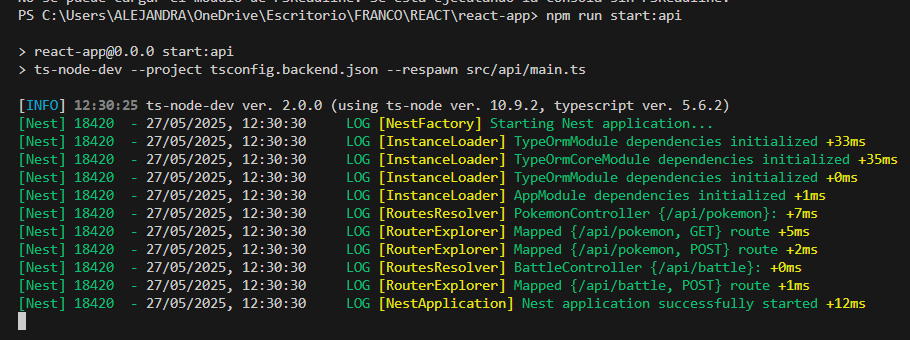 PS C:\Users\ALEJANDRA\OneDrive\Escritorio\FRANCO\REACT\react-app> npm run start:api
> react-app@0.0.0 start:api
> ts-node-dev --project tsconfig.backend.json --respawn src/api/main.ts
[INFO] 12:30:25 ts-node-dev ver. 2.0.0 (using ts-node ver. 10.9.2, typescript ver. 5.6.2)
[Nest] 18420  - 27/05/2025, 12:30:30     LOG [NestFactory] Starting Nest application...
[Nest] 18420  - 27/05/2025, 12:30:30     LOG [InstanceLoader] TypeOrmModule dependencies initialized +33ms
[Nest] 18420  - 27/05/2025, 12:30:30     LOG [InstanceLoader] TypeOrmCoreModule dependencies initialized +35ms
[Nest] 18420  - 27/05/2025, 12:30:30     LOG [InstanceLoader] TypeOrmModule dependencies initialized +0ms
[Nest] 18420  - 27/05/2025, 12:30:30     LOG [InstanceLoader] AppModule dependencies initialized +1ms
[Nest] 18420  - 27/05/2025, 12:30:30     LOG [RoutesResolver] PokemonController {/api/pokemon}: +7ms
[Nest] 18420  - 27/05/2025, 12:30:30     LOG [RouterExplorer] Mapped {/api/pokemon, GET} route +5ms
[Nest] 18420  - 27/05/2025, 12:30:30     LOG [RouterExplorer] Mapped {/api/pokemon, POST} route +2ms
[Nest] 18420  - 27/05/2025, 12:30:30     LOG [RoutesResolver] BattleController {/api/battle}: +0ms
[Nest] 18420  - 27/05/2025, 12:30:30     LOG [RouterExplorer] Mapped {/api/battle, POST} route +1ms
[Nest] 18420  - 27/05/2025, 12:30:30     LOG [NestApplication] Nest application successfully started +12ms